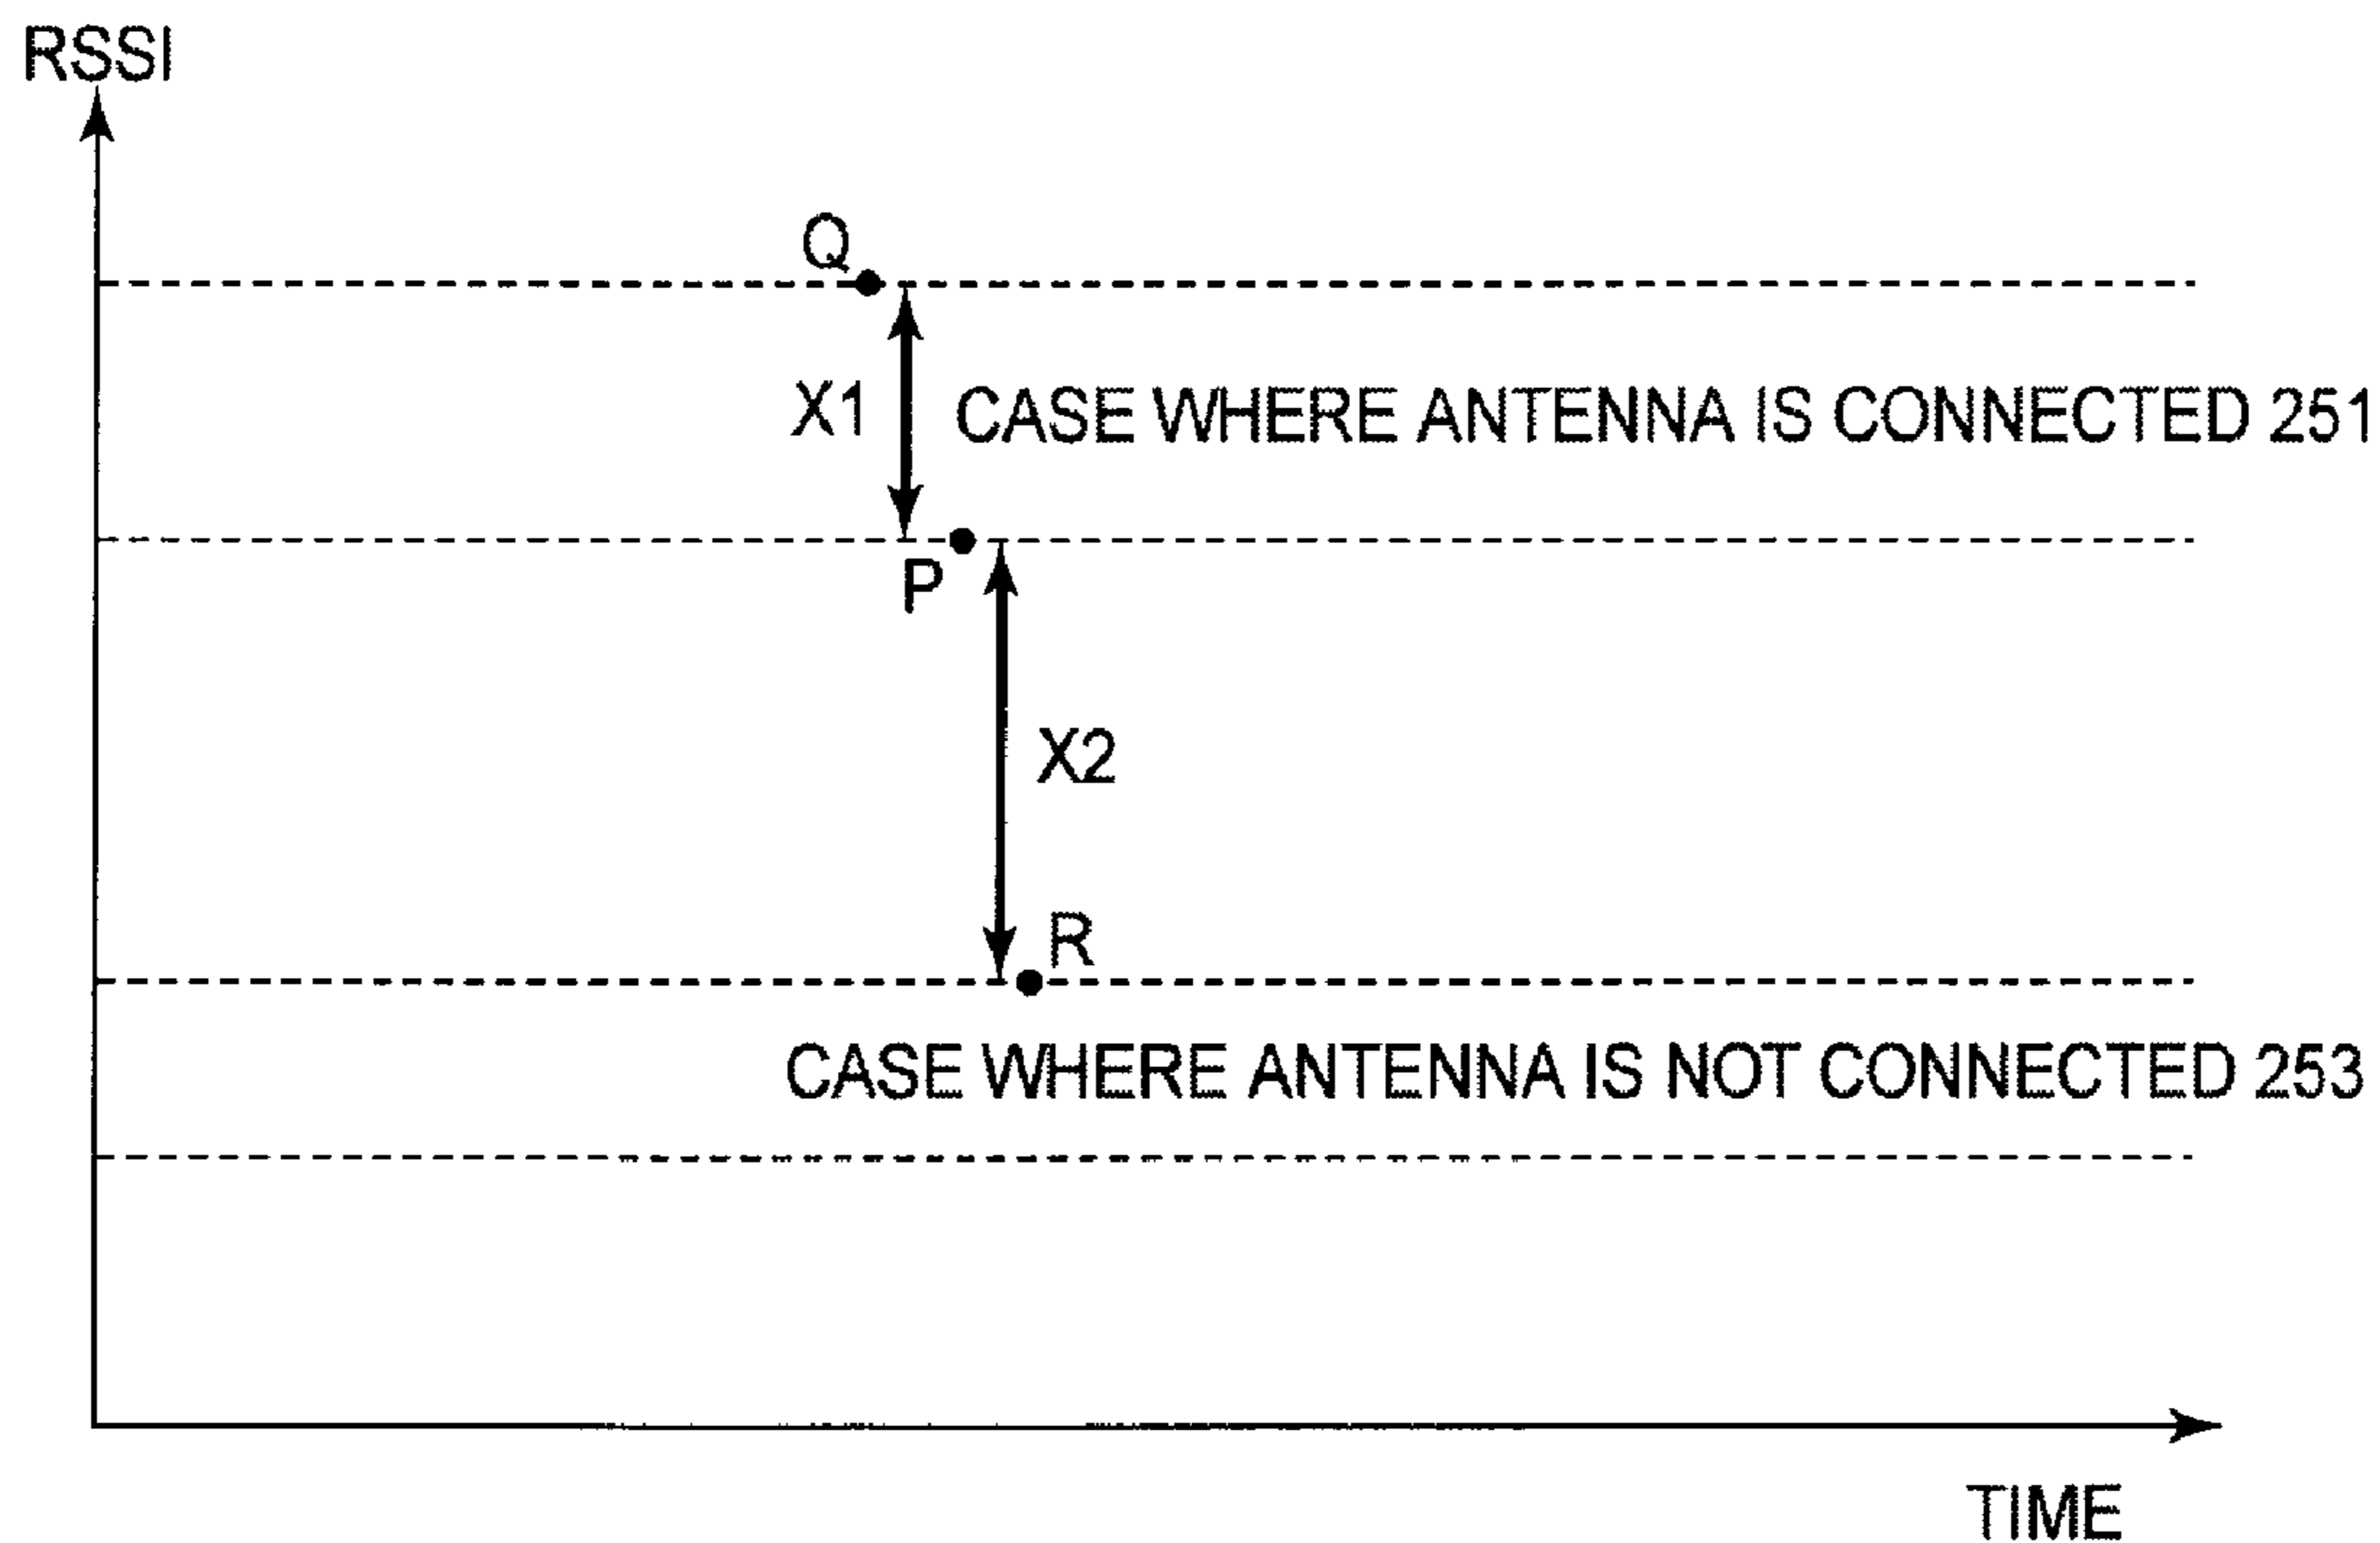 RSSI
Q
X1
CASE WHERE ANTENNA IS CONNECTED 251
P
X2
R
CASE WHERE ANTENNA IS NOT CONNECTED 253
TIME